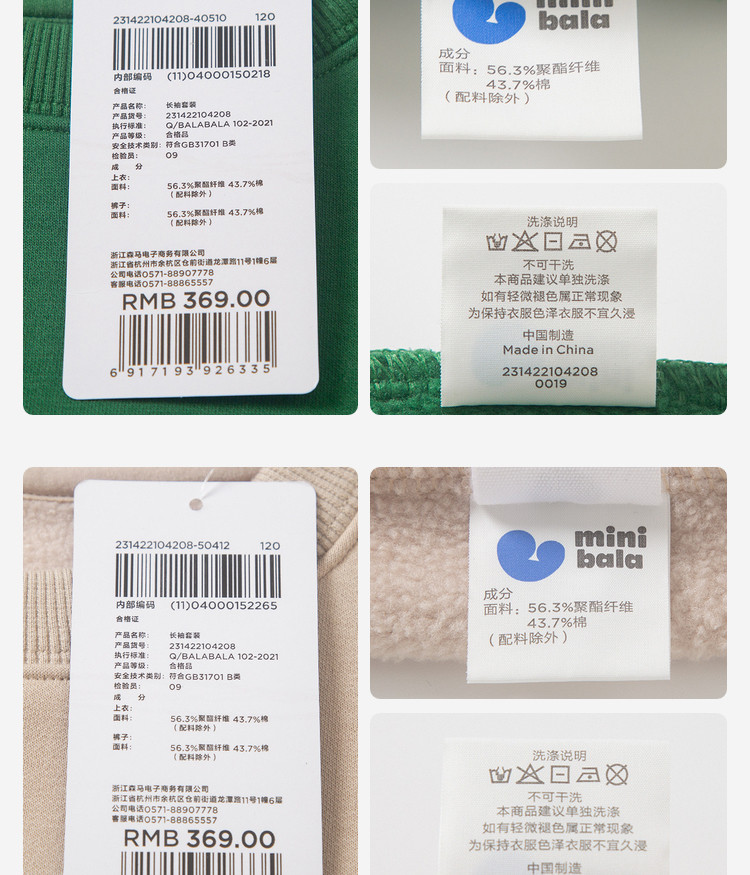 231422104208-40510 120
内部编码 (11)04000150218
合格证
产品名称: 长袖套装
产品货号: 231422104208
执行标准: Q/BALABALA 102-2021
产品等级: 合格品
安全技术类别: 符合GB31701 B类
检验员: 09
成 分
上衣:
面料: 56.3%聚酯纤维 43.7%棉
(配料除外)
裤子:
面料: 56.3%聚酯纤维 43.7%棉
(配料除外)
浙江森马电子商务有限公司
浙江省杭州市余杭区仓前街道龙潭路11号1幢6层
公司电话0571-88907778
客服电话0571-88865557
RMB 369.00
6 917193 926335
mini
bala
成分
面料: 56.3%聚酯纤维
43.7%棉
(配料除外)
洗涤说明
不可干洗
本商品建议单独洗涤
如有轻微褪色属正常现象
为保持衣服色泽衣服不宜久浸
中国制造
Made in China
231422104208
0019
231422104208-50412 120
内部编码 (11)04000152265
合格证
产品名称: 长袖套装
产品货号: 231422104208
执行标准: Q/BALABALA 102-2021
产品等级: 合格品
安全技术类别: 符合GB31701 B类
检验员: 09
成 分
上衣:
面料: 56.3%聚酯纤维 43.7%棉
(配料除外)
裤子:
面料: 56.3%聚酯纤维 43.7%棉
(配料除外)
浙江森马电子商务有限公司
浙江省杭州市余杭区仓前街道龙潭路11号1幢6层
公司电话0571-88907778
客服电话0571-88865557
RMB 369.00
mini
bala
成分
面料: 56.3%聚酯纤维
43.7%棉
(配料除外)
洗涤说明
不可干洗
本商品建议单独洗涤
如有轻微褪色属正常现象
为保持衣服色泽衣服不宜久浸
中国制造